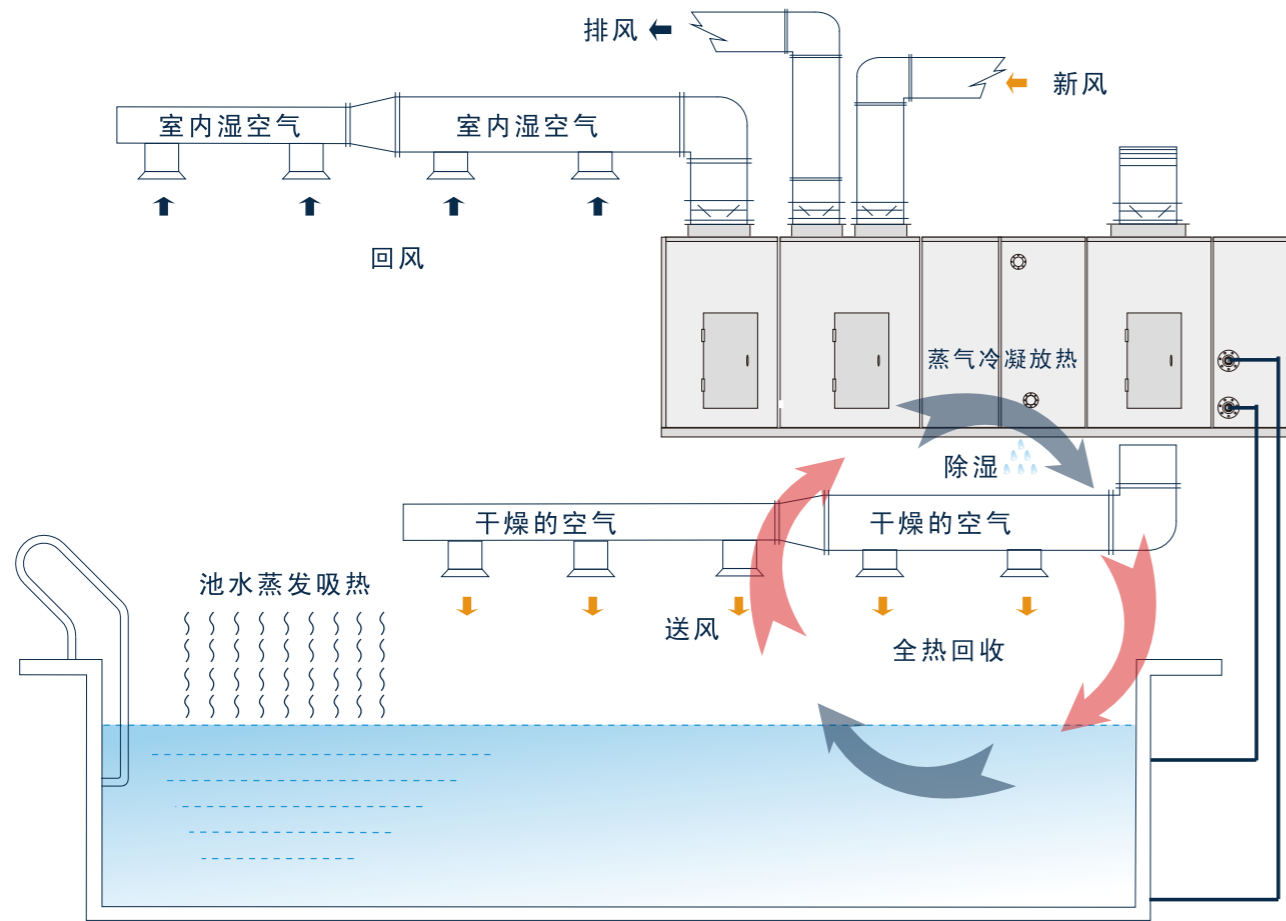 排风
新风
室内湿空气
室内湿空气
回风
蒸气冷凝放热
除湿
干燥的空气
干燥的空气
池水蒸发吸热
送风
全热回收